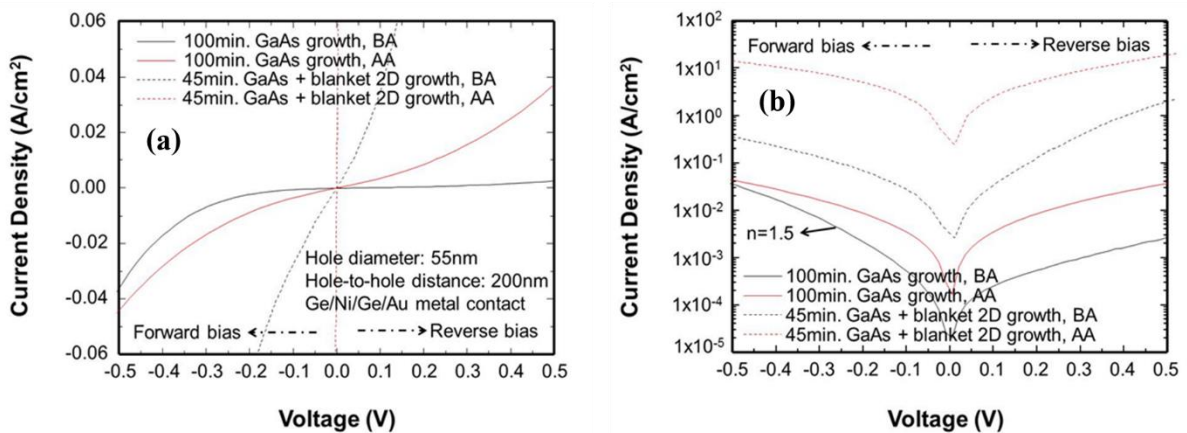 Current Density (A/cm²)
0.06
0.04
0.02
0.00
-0.02
-0.04
-0.06
100min. GaAs growth, BA
100min. GaAs growth, AA
45min. GaAs + blanket 2D growth, BA
45min. GaAs + blanket 2D growth, AA
(a)
Hole diameter: 55nm
Hole-to-hole distance: 200nm
Ge/Ni/Ge/Au metal contact
Forward bias
Reverse bias
-0.5 -0.4 -0.3 -0.2 -0.1 0.0 0.1 0.2 0.3 0.4 0.5
Voltage (V)
Current Density (A/cm²)
1x10²
1x10¹
1x10⁰
1x10⁻¹
1x10⁻²
1x10⁻³
1x10⁻⁴
1x10⁻⁵
Forward bias
Reverse bias
(b)
n=1.5
100min. GaAs growth, BA
100min. GaAs growth, AA
45min. GaAs + blanket 2D growth, BA
45min. GaAs + blanket 2D growth, AA
-0.5 -0.4 -0.3 -0.2 -0.1 0.0 0.1 0.2 0.3 0.4 0.5
Voltage (V)